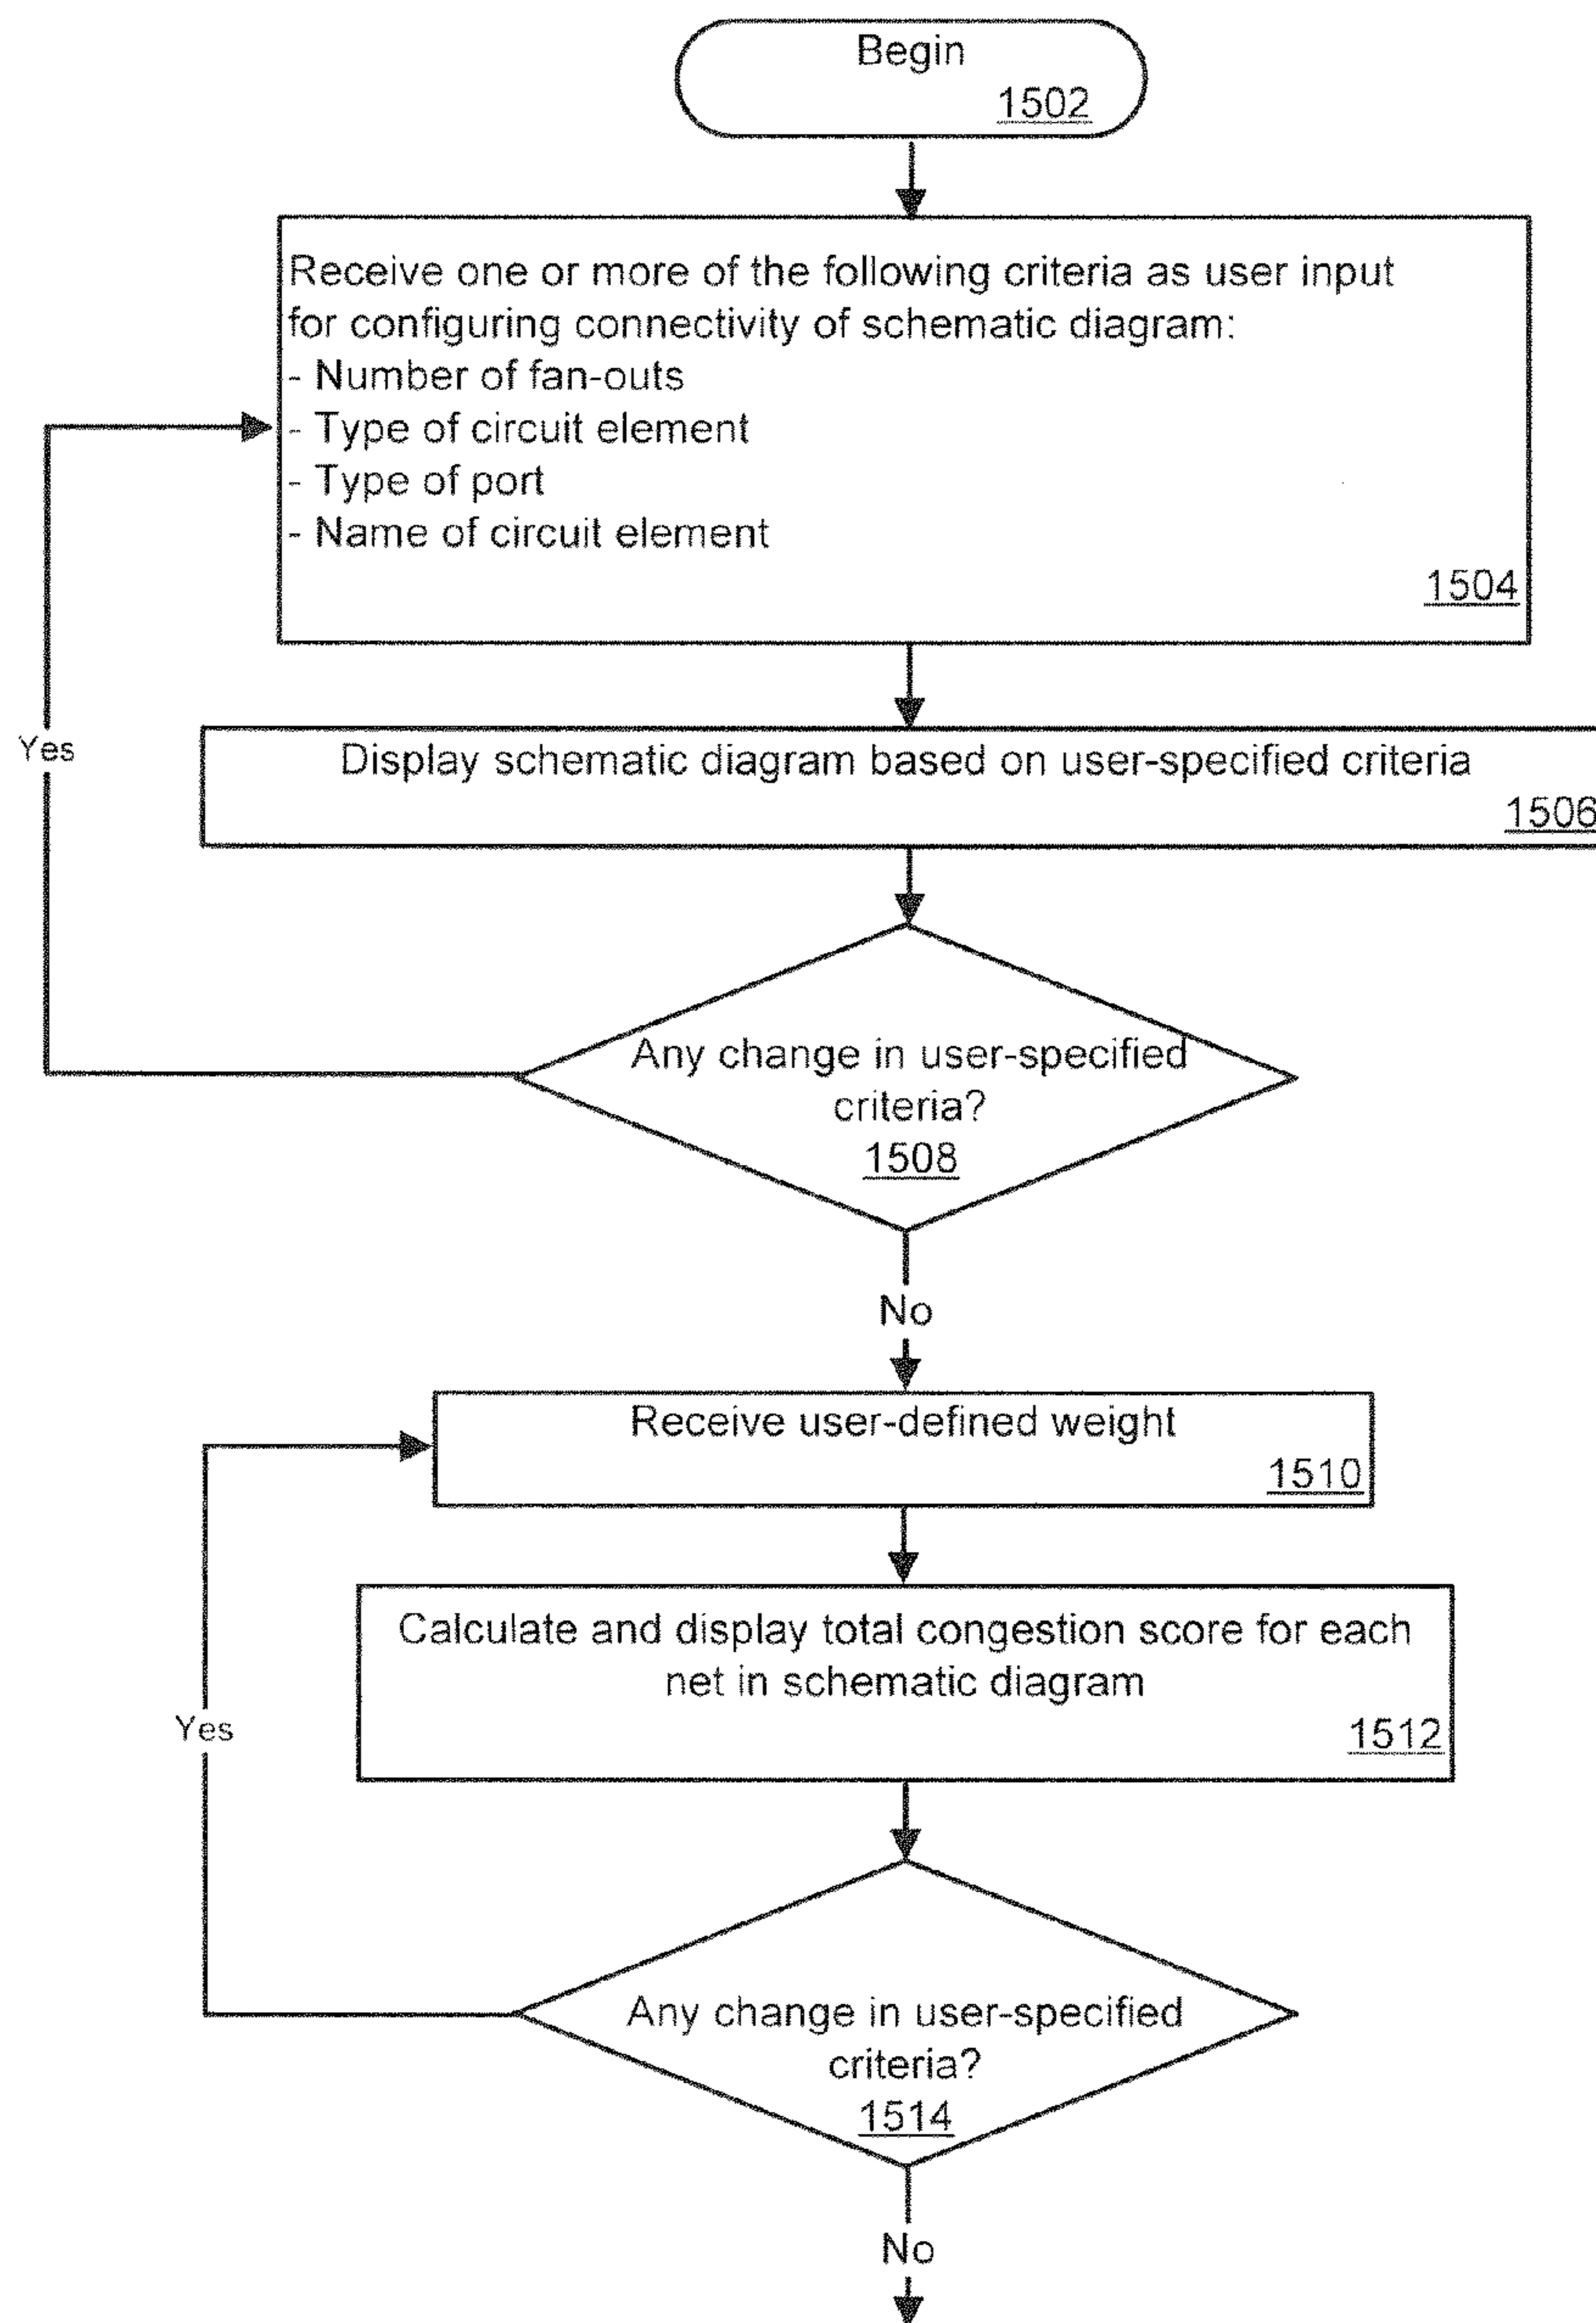 Begin
1502
Receive one or more of the following criteria as user input
for configuring connectivity of schematic diagram:
- Number of fan-outs
- Type of circuit element
- Type of port
- Name of circuit element
1504
Yes
Display schematic diagram based on user-specified criteria
1506
Any change in user-specified
criteria?
1508
No
Receive user-defined weight
1510
Calculate and display total congestion score for each
net in schematic diagram
1512
Yes
Any change in user-specified
criteria?
1514
No